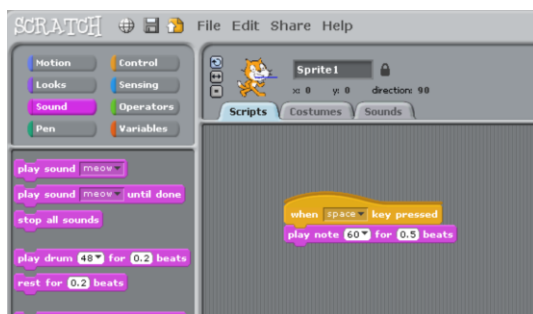 SCRATCH File Edit Share Help
Motion Control
Looks Sensing
Sound Operators
Pen Variables
Sprite1
x: 0 y: 0 direction: 90
Scripts Costumes Sounds
play sound meow
play sound meow until done
stop all sounds
play drum 48 for 0.2 beats
rest for 0.2 beats
when space key pressed
play note 60 for 0.5 beats